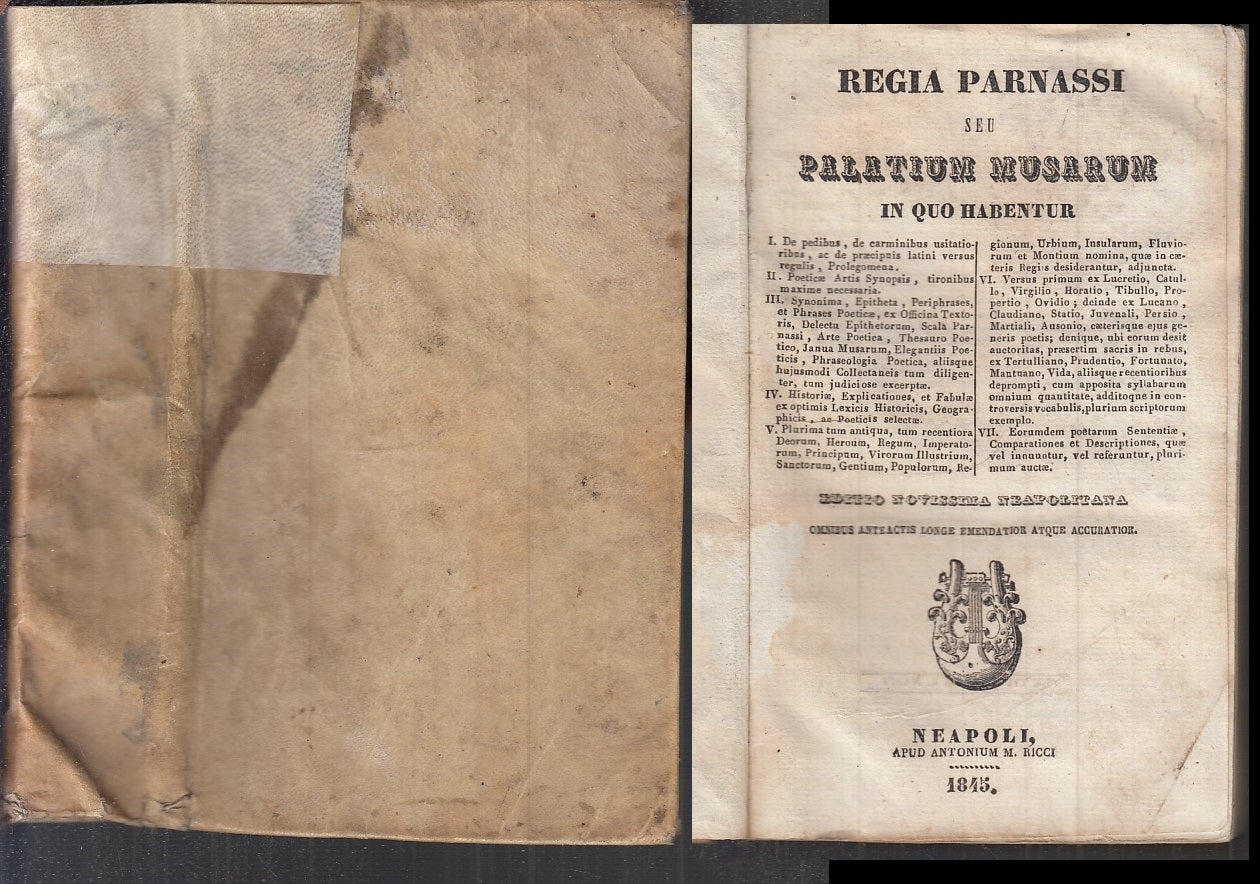 REGIA PARNASSI
SEU
PALATIUM MUSARUM
IN QUO HABENTUR
I. De pedibus, de carminibus usitatio-
ribus, ac de præcipuis latini versus
regulis, Prolegomena.
II. Poeticæ Artis Synopsis, tironibus
maxime necessaria.
III. Synonima, Epitheta, Periphrases,
et Phrases Poeticæ, ex Officina Texto-
ris, Delectu Epithetorum, Scala Par-
nassi, Arte Poetica, Thesauro Poe-
tico, Janua Musarum, Elegantiis Poe-
ticis, Phraseologia Poetica, aliisque
hujusmodi Collectaneis tum diligen-
ter, tum judiciose excerptæ.
IV. Historiæ, Explicationes, et Fabulæ
ex optimis Lexicis Historicis, Geogra-
phicis, ac Poeticis selectæ.
V. Plurima tum antiqua, tum recentiora
Deorum, Heroum, Regum, Imperato-
rum, Principum, Virorum Illustrium,
Sanctorum, Gentium, Populorum, Re-
gionum, Urbium, Insularum, Fluvio-
rum et Montium nomina, quæ in cæ-
teris Regiis desiderantur, adjuncta.
VI. Versus primum ex Lucretio, Catul-
lo, Virgilio, Horatio, Tibullo, Pro-
pertio, Ovidio; deinde ex Lucano,
Claudiano, Statio, Juvenali, Persio,
Martiali, Ausonio, cæterisque ejus ge-
neris poetis; denique, ubi eorum desit
auctoritas, præsertim sacris in rebus,
ex Tertulliano, Prudentio, Fortunato,
Mantuano, Vida, aliisque recentioribus
deprompti, cum apposita syllabarum
omnium quantitate, additoque in con-
troversis vocabulis, plurium scriptorum
exemplo.
VII. Eorumdem poetarum Sententiæ,
Comparationes et Descriptiones, quæ
vel innuuntur, vel referuntur, pluri-
mum auctæ.
EDITIO NOVISSIMA NEAPOLITANA
OMNIBUS ANTEACTIS LONGE EMENDATIOR ATQUE ACCURATIOR.
NEAPOLI,
APUD ANTONIUM M. RICCI
1845.